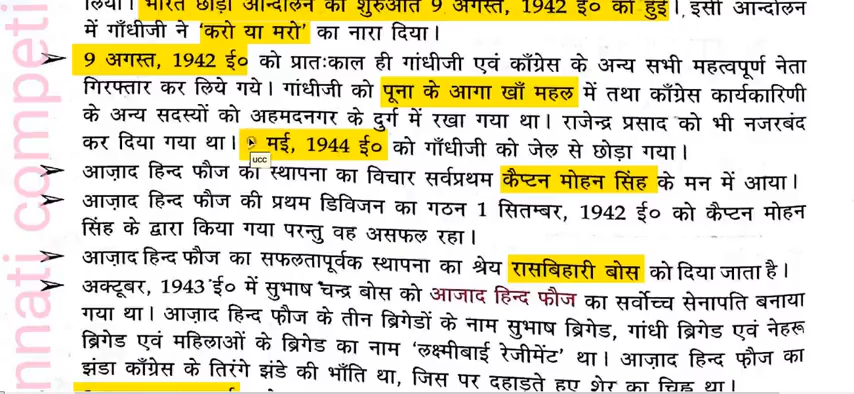 लिया। भारत छोड़ो आन्दोलन की शुरुआत 9 अगस्त, 1942 ई० को हुई। इसी आन्दोलन
में गाँधीजी ने 'करो या मरो' का नारा दिया।
➢ 9 अगस्त, 1942 ई० को प्रातःकाल ही गांधीजी एवं काँग्रेस के अन्य सभी महत्वपूर्ण नेता
गिरफ्तार कर लिये गये। गांधीजी को पूना के आगा खाँ महल में तथा काँग्रेस कार्यकारिणी
के अन्य सदस्यों को अहमदनगर के दुर्ग में रखा गया था। राजेन्द्र प्रसाद को भी नजरबंद
कर दिया गया था। मई, 1944 ई० को गाँधीजी को जेल से छोड़ा गया।
ucc
➢ आज़ाद हिन्द फौज की स्थापना का विचार सर्वप्रथम कैप्टन मोहन सिंह के मन में आया।
➢ आज़ाद हिन्द फौज की प्रथम डिविजन का गठन 1 सितम्बर, 1942 ई० को कैप्टन मोहन
सिंह के द्वारा किया गया परन्तु वह असफल रहा।
➢ आज़ाद हिन्द फौज का सफलतापूर्वक स्थापना का श्रेय रासबिहारी बोस को दिया जाता है।
➢ अक्टूबर, 1943 ई० में सुभाष चन्द्र बोस को आजाद हिन्द फौज का सर्वोच्च सेनापति बनाया
गया था। आज़ाद हिन्द फौज के तीन ब्रिगेडों के नाम सुभाष ब्रिगेड, गांधी ब्रिगेड एवं नेहरू
ब्रिगेड एवं महिलाओं के ब्रिगेड का नाम 'लक्ष्मीबाई रेजीमेंट' था। आज़ाद हिन्द फौज का
झंडा काँग्रेस के तिरंगे झंडे की भाँति था, जिस पर दहाड़ते हुए शेर का चिह्न था।
nnati competi